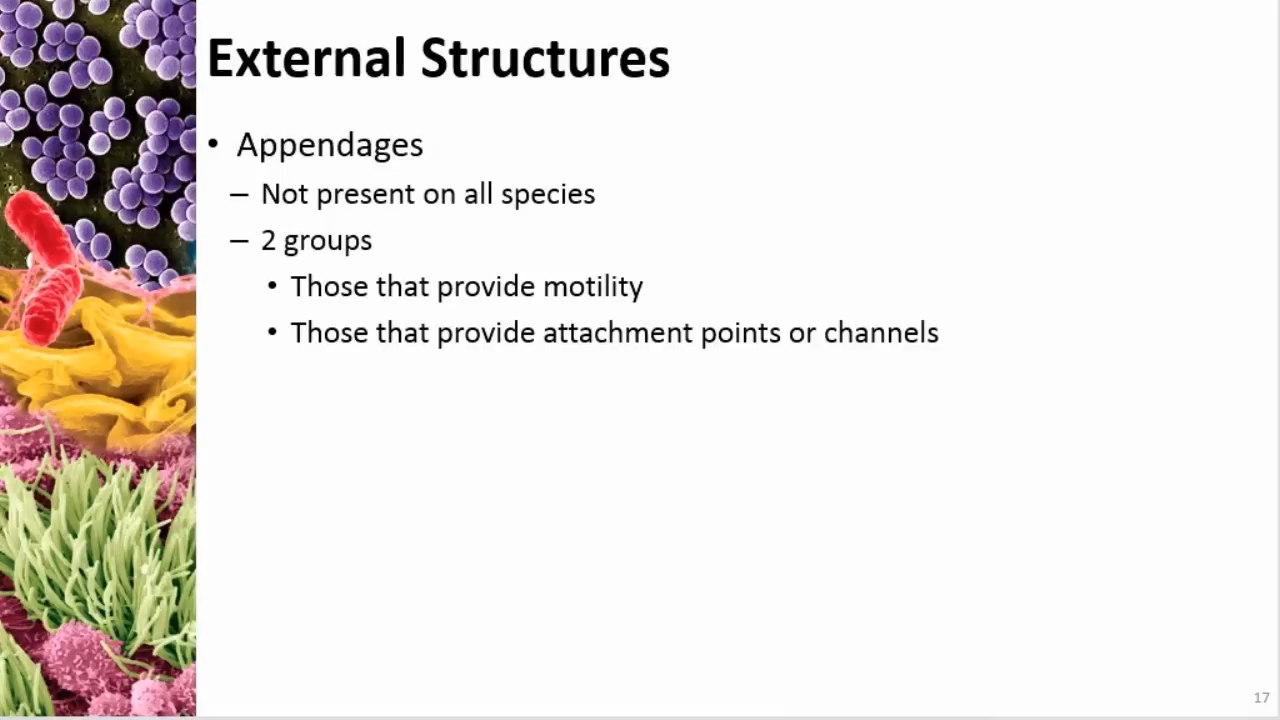 External Structures
• Appendages
– Not present on all species
– 2 groups
• Those that provide motility
• Those that provide attachment points or channels
17